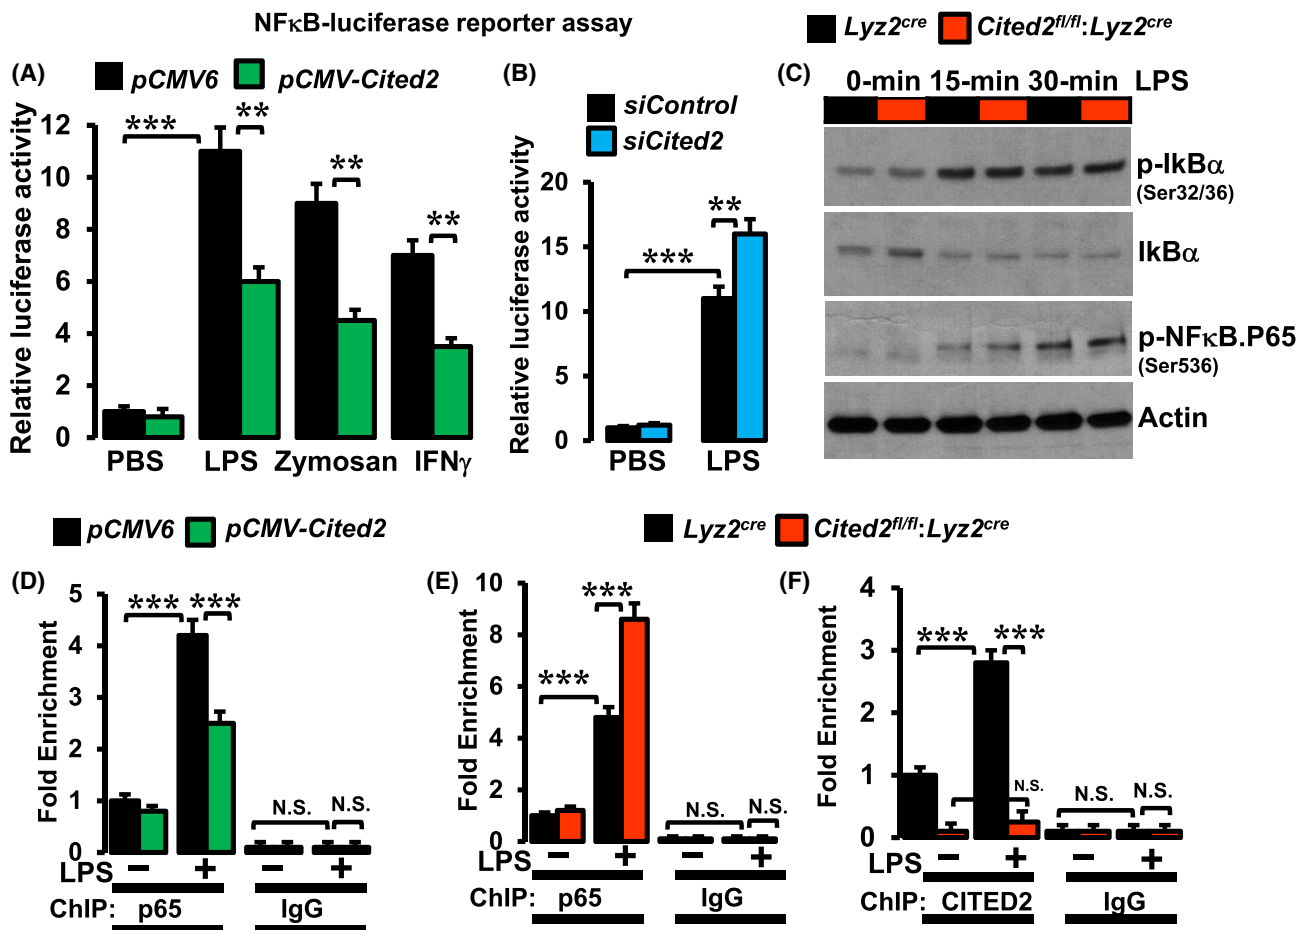 NFκB-luciferase reporter assay
Lyz2cre Cited2fl/fl:Lyz2cre
(A) pCMV6 pCMV-Cited2
Relative luciferase activity
12
10
8
6
4
2
0
*** ** ** **
PBS LPS Zymosan IFNγ
(B) siControl
siCited2
Relative luciferase activity
20
15
10
5
0
*** **
PBS LPS
(C) 0-min 15-min 30-min LPS
p-IkBα
(Ser32/36)
IkBα
p-NFκB.P65
(Ser536)
Actin
pCMV6 pCMV-Cited2
Lyz2cre Cited2fl/fl:Lyz2cre
(D)
Fold Enrichment
5
4
3
2
1
0
*** ***
N.S. N.S.
LPS − + − +
ChIP: p65 IgG
(E)
Fold Enrichment
10
8
6
4
2
0
*** ***
N.S. N.S.
LPS − + − +
ChIP: p65 IgG
(F)
Fold Enrichment
4
3
2
1
0
*** ***
N.S. N.S. N.S.
LPS − + − +
ChIP: CITED2 IgG